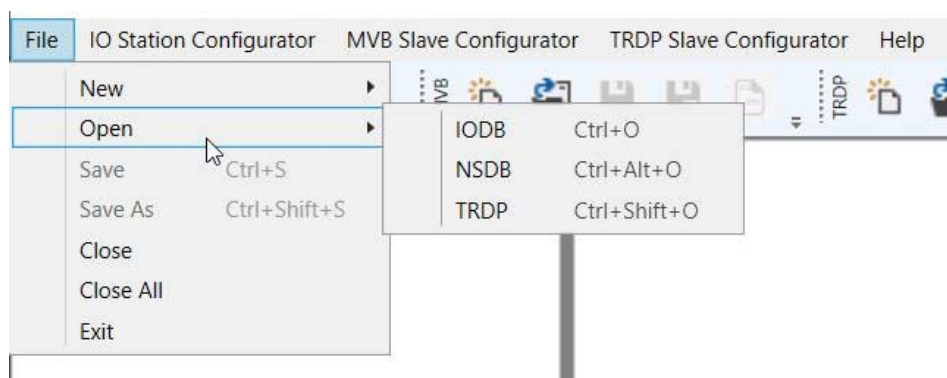 File IO Station Configurator MVB Slave Configurator TRDP Slave Configurator Help
New
Open
Save Ctrl+S
Save As Ctrl+Shift+S
Close
Close All
Exit
IODB Ctrl+O
NSDB Ctrl+Alt+O
TRDP Ctrl+Shift+O
TRDP